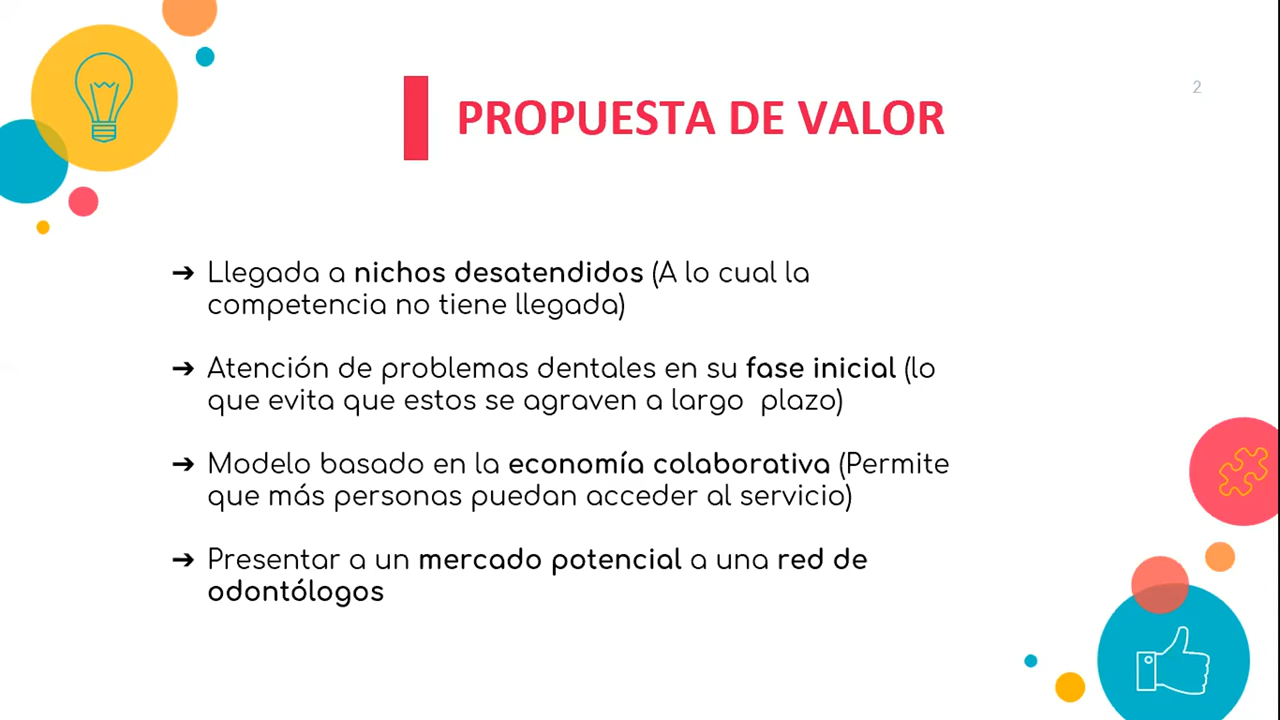 2
PROPUESTA DE VALOR
➔ Llegada a nichos desatendidos (A lo cual la
competencia no tiene llegada)
➔ Atención de problemas dentales en su fase inicial (lo
que evita que estos se agraven a largo  plazo)
➔ Modelo basado en la economía colaborativa (Permite
que más personas puedan acceder al servicio)
➔ Presentar a un mercado potencial a una red de
odontólogos